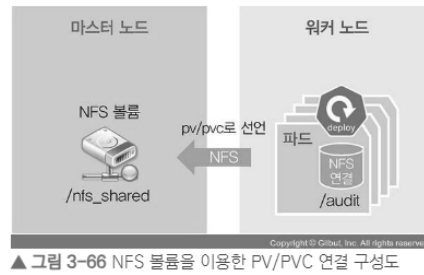 마스터 노드
워커 노드
NFS 볼륨
/nfs_shared
pv/pvc로 선언
NFS
deploy
파드
NFS
연결
/audit
Copyright © Gilbut, Inc. All rights reserve
▲ 그림 3-66 NFS 볼륨을 이용한 PV/PVC 연결 구성도